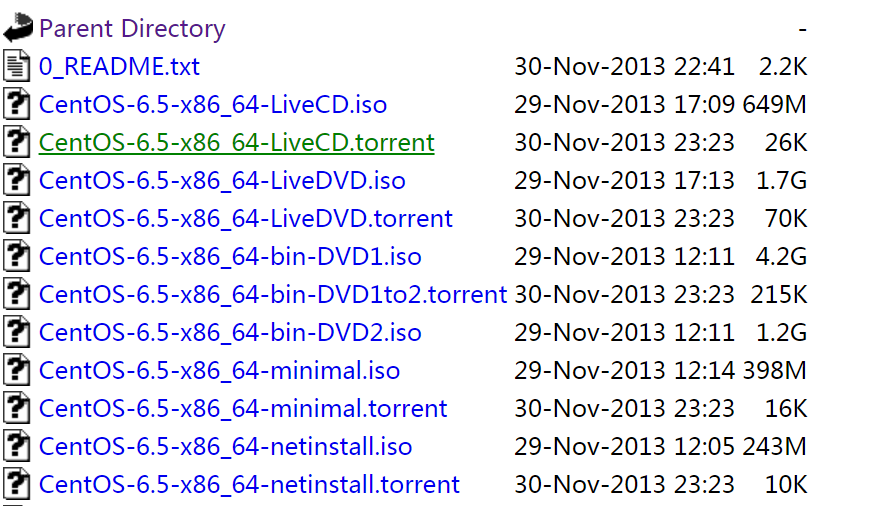 Parent Directory -
0_README.txt 30-Nov-2013 22:41 2.2K
CentOS-6.5-x86_64-LiveCD.iso 29-Nov-2013 17:09 649M
CentOS-6.5-x86_64-LiveCD.torrent 30-Nov-2013 23:23 26K
CentOS-6.5-x86_64-LiveDVD.iso 29-Nov-2013 17:13 1.7G
CentOS-6.5-x86_64-LiveDVD.torrent 30-Nov-2013 23:23 70K
CentOS-6.5-x86_64-bin-DVD1.iso 29-Nov-2013 12:11 4.2G
CentOS-6.5-x86_64-bin-DVD1to2.torrent 30-Nov-2013 23:23 215K
CentOS-6.5-x86_64-bin-DVD2.iso 29-Nov-2013 12:11 1.2G
CentOS-6.5-x86_64-minimal.iso 29-Nov-2013 12:14 398M
CentOS-6.5-x86_64-minimal.torrent 30-Nov-2013 23:23 16K
CentOS-6.5-x86_64-netinstall.iso 29-Nov-2013 12:05 243M
CentOS-6.5-x86_64-netinstall.torrent 30-Nov-2013 23:23 10K